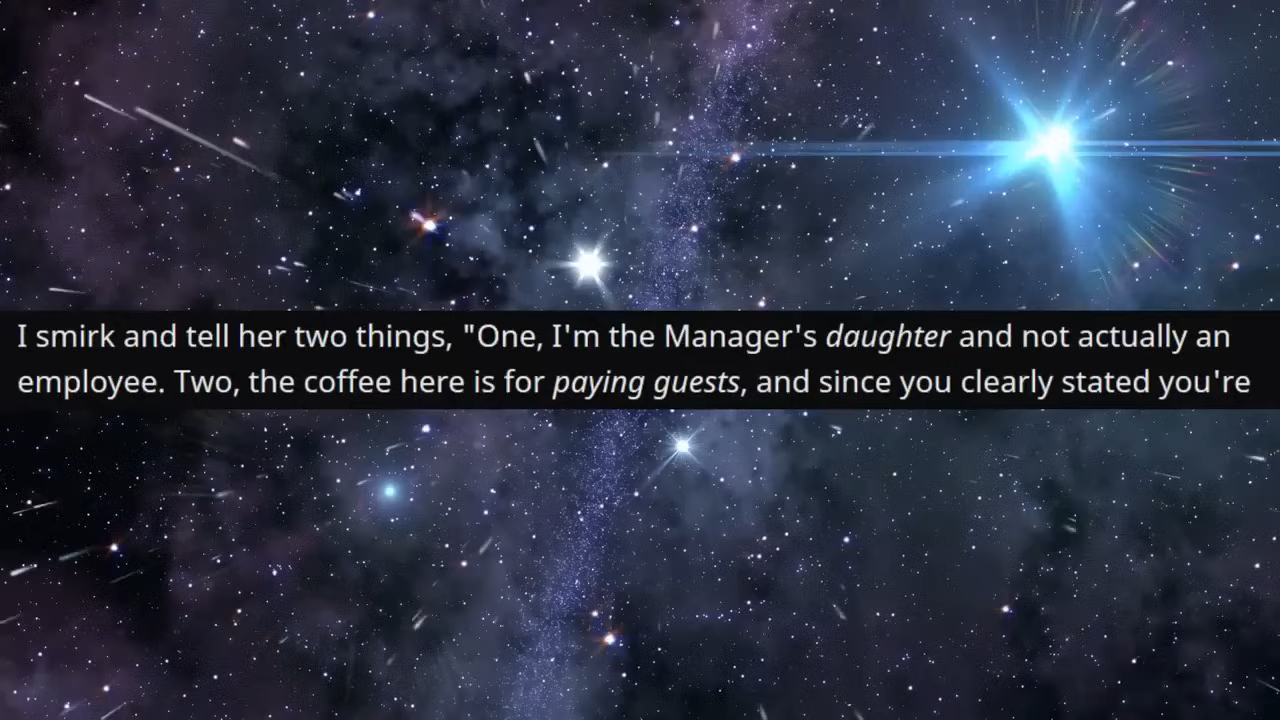 I smirk and tell her two things, "One, I'm the Manager's daughter and not actually an
employee. Two, the coffee here is for paying guests, and since you clearly stated you're